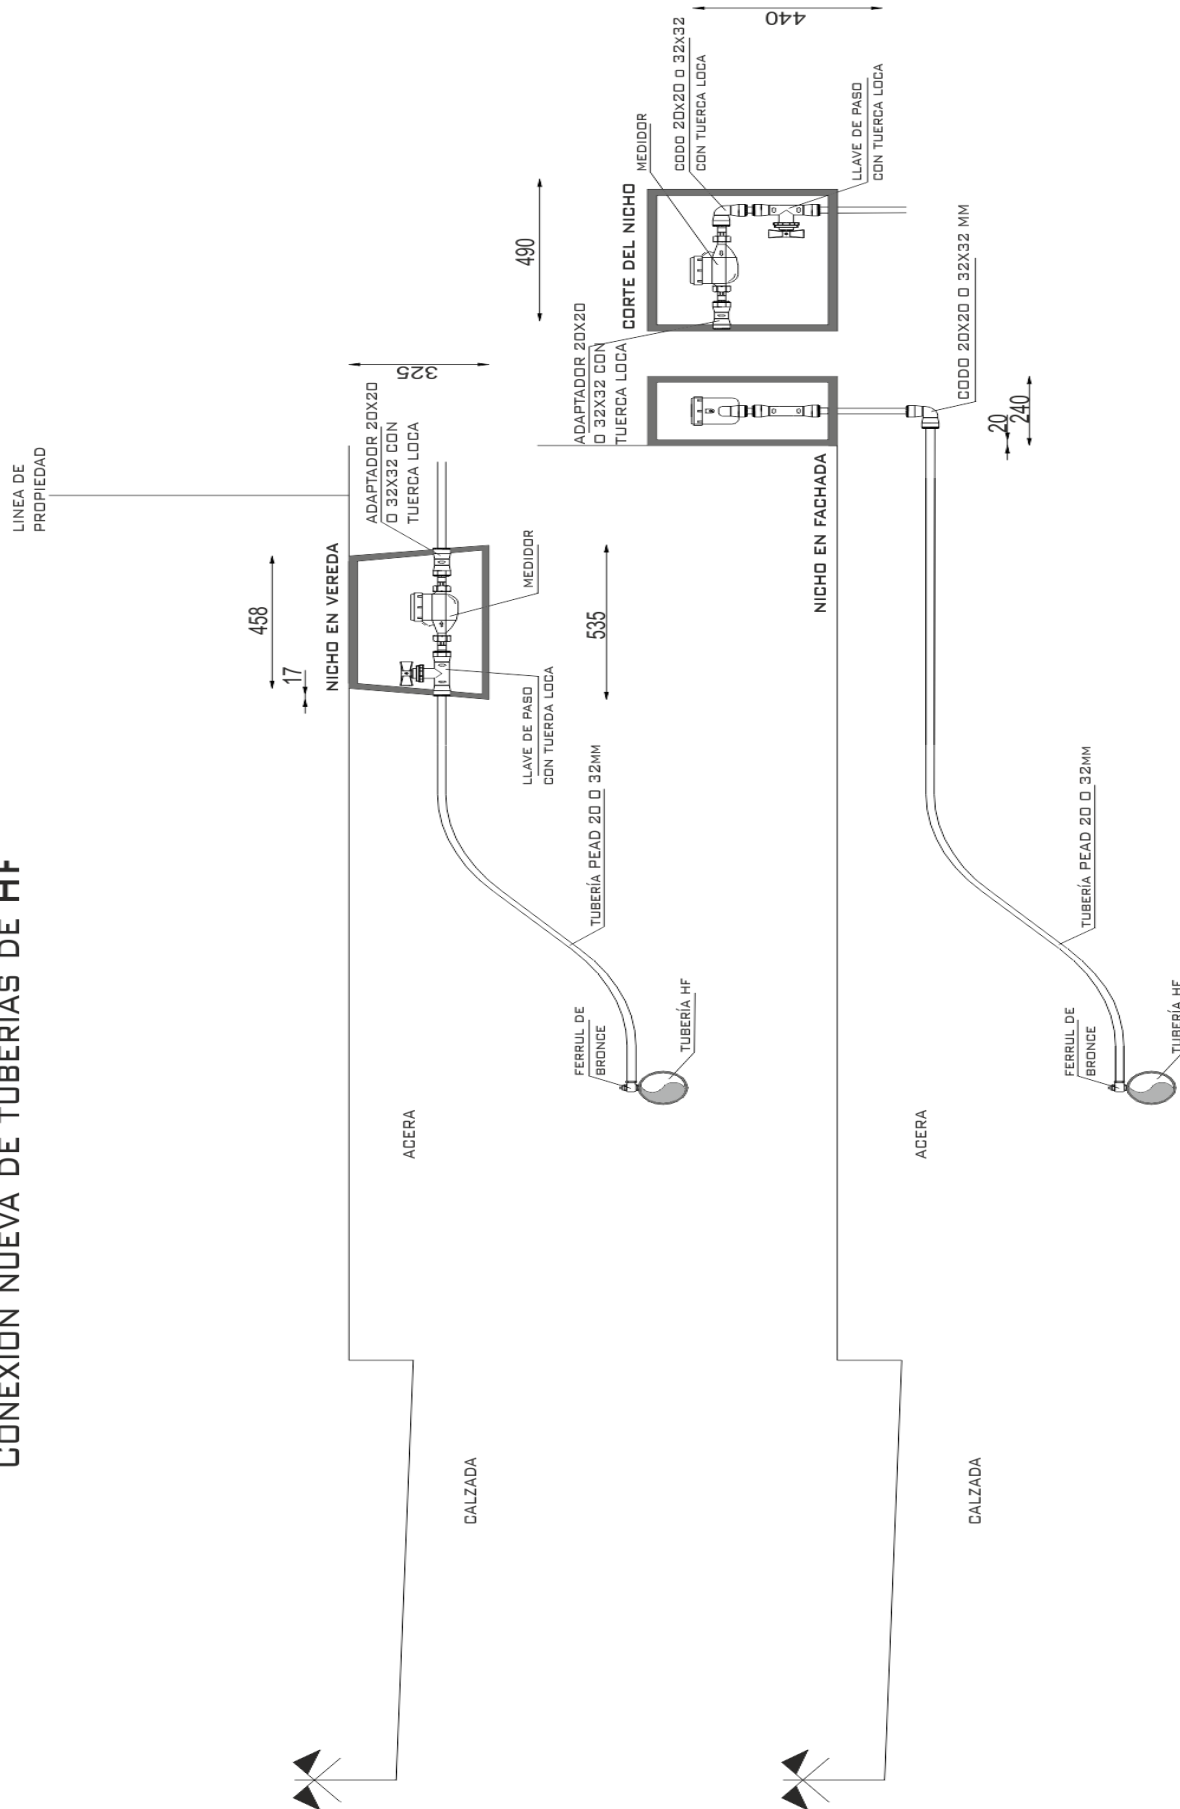 CONEXIÓN NUEVA DE TUBERÍAS DE HF
LINEA DE
PROPIEDAD
458
17
NICHO EN VEREDA
325
ADAPTADOR 20X20
O 32X32 CON
TUERCA LOCA
MEDIDOR
LLAVE DE PASO
CON TUERDA LOCA
535
TUBERÍA PEAD 20 O 32MM
FERRUL DE
BRONCE
TUBERÍA HF
ACERA
CALZADA
490
CORTE DEL NICHO
MEDIDOR
CODO 20X20 O 32X32
CON TUERCA LOCA
440
LLAVE DE PASO
CON TUERCA LOCA
ADAPTADOR 20X20
O 32X32 CON
TUERCA LOCA
CODO 20X20 O 32X32 MM
20
240
NICHO EN FACHADA
TUBERÍA PEAD 20 O 32MM
FERRUL DE
BRONCE
TUBERÍA HF
ACERA
CALZADA